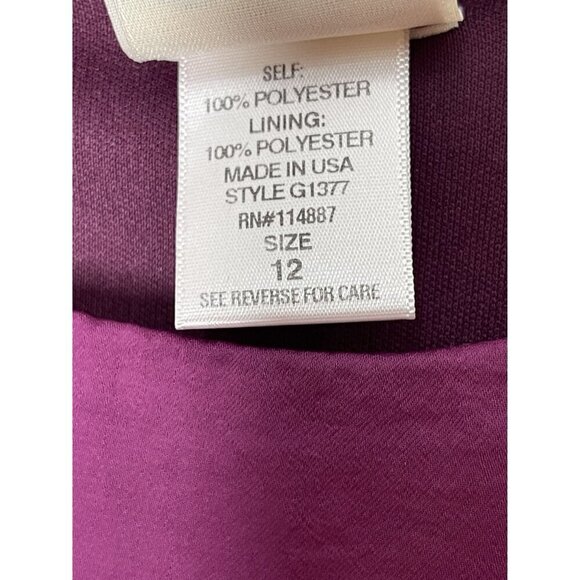 SELF:
100% POLYESTER
LINING:
100% POLYESTER
MADE IN USA
STYLE G1377
RN#114887
SIZE
12
SEE REVERSE FOR CARE